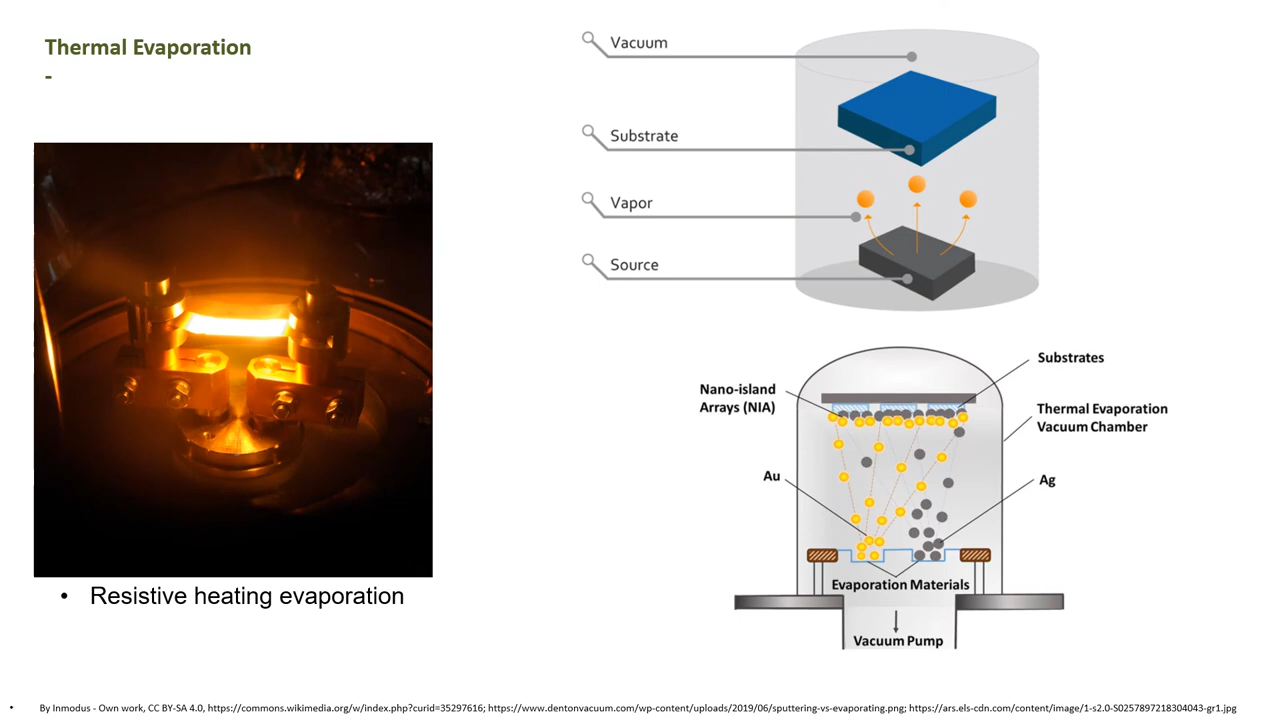 Thermal Evaporation
-
Vacuum
Substrate
Vapor
Source
• Resistive heating evaporation
Substrates
Nano-island
Arrays (NIA)
Thermal Evaporation
Vacuum Chamber
Au
Ag
Evaporation Materials
Vacuum Pump
• By Inmodus - Own work, CC BY-SA 4.0, https://commons.wikimedia.org/w/index.php?curid=35297616; https://www.dentonvacuum.com/wp-content/uploads/2019/06/sputtering-vs-evaporating.png; https://ars.els-cdn.com/content/image/1-s2.0-S0257897218304043-gr1.jpg